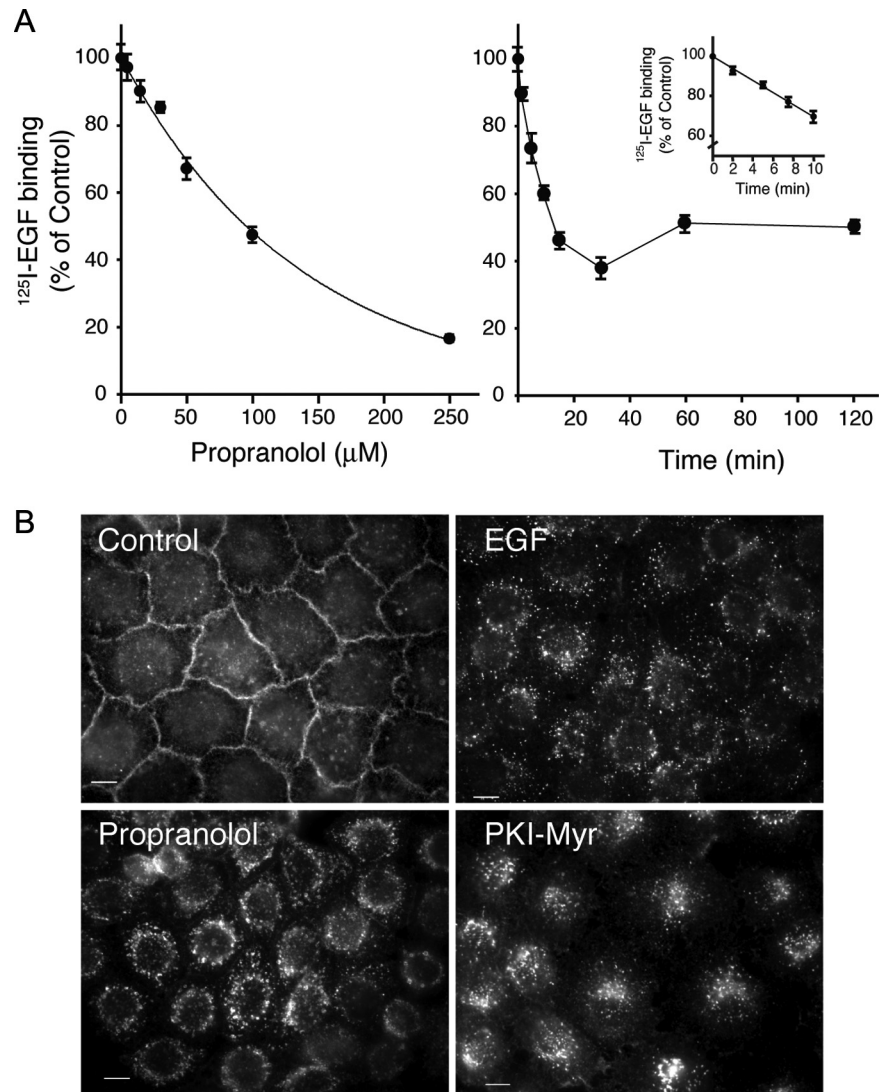 A
100
80
60
40
20
0
¹²⁵I-EGF binding
(% of Control)
0 50 100 150 200 250
Propranolol (μM)
100
80
60
40
20
0
20 40 60 80 100 120
Time (min)
100
80
60
¹²⁵I-EGF binding
(% of Control)
0 2 4 6 8 10
Time (min)
B
Control
EGF
Propranolol
PKI-Myr